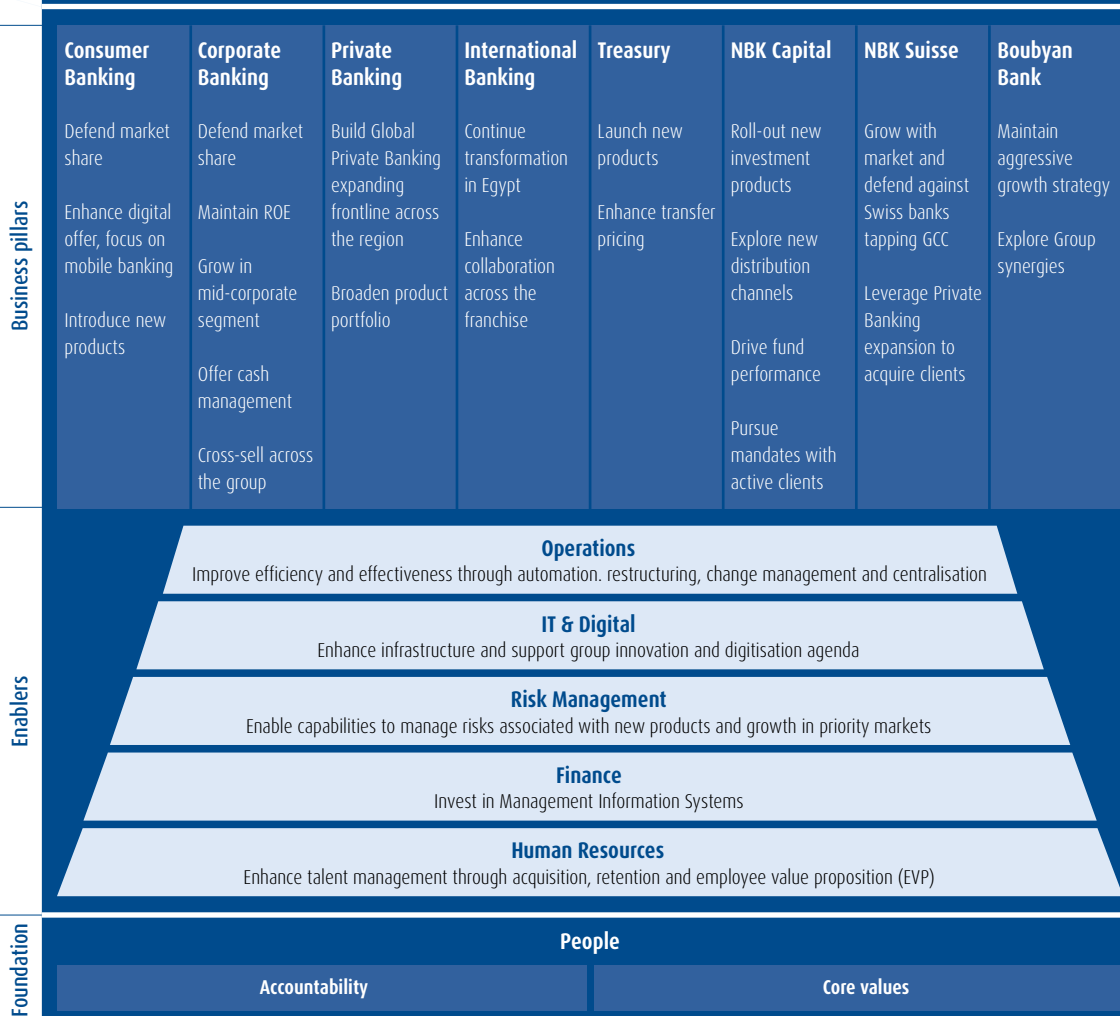 Business pillars
Consumer
Banking
Defend market
share
Enhance digital
offer, focus on
mobile banking
Introduce new
products
Corporate
Banking
Defend market
share
Maintain ROE
Grow in
mid-corporate
segment
Offer cash
management
Cross-sell across
the group
Private
Banking
Build Global
Private Banking
expanding
frontline across
the region
Broaden product
portfolio
International
Banking
Continue
transformation
in Egypt
Enhance
collaboration
across the
franchise
Treasury
Launch new
products
Enhance transfer
pricing
NBK Capital
Roll-out new
investment
products
Explore new
distribution
channels
Drive fund
performance
Pursue
mandates with
active clients
NBK Suisse
Grow with
market and
defend against
Swiss banks
tapping GCC
Leverage Private
Banking
expansion to
acquire clients
Boubyan
Bank
Maintain
aggressive
growth strategy
Explore Group
synergies
Enablers
Operations
Improve efficiency and effectiveness through automation. restructuring, change management and centralisation
IT & Digital
Enhance infrastructure and support group innovation and digitisation agenda
Risk Management
Enable capabilities to manage risks associated with new products and growth in priority markets
Finance
Invest in Management Information Systems
Human Resources
Enhance talent management through acquisition, retention and employee value proposition (EVP)
Foundation
People
Accountability
Core values